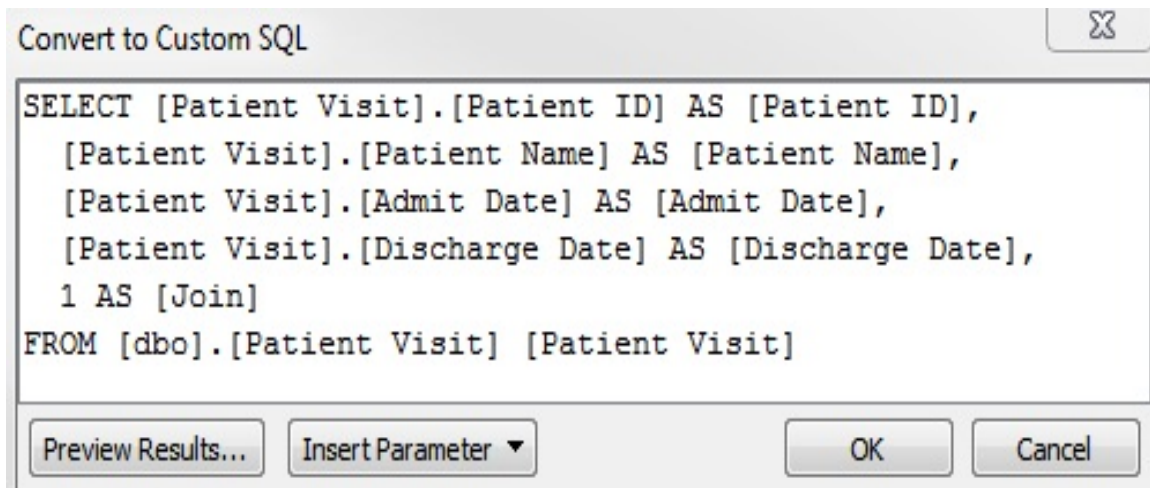 Convert to Custom SQL
SELECT [Patient Visit].[Patient ID] AS [Patient ID],
[Patient Visit].[Patient Name] AS [Patient Name],
[Patient Visit].[Admit Date] AS [Admit Date],
[Patient Visit].[Discharge Date] AS [Discharge Date],
1 AS [Join]
FROM [dbo].[Patient Visit] [Patient Visit]
Preview Results... Insert Parameter OK Cancel